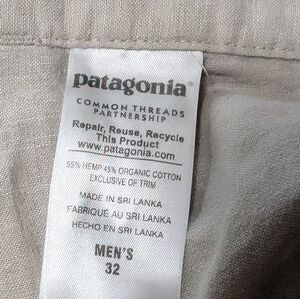 patagonia®
COMMON THREADS
PARTNERSHIP
Repair, Reuse, Recycle
This Product
www.patagonia.com
55% HEMP 45% ORGANIC COTTON
EXCLUSIVE OF TRIM
MADE IN SRI LANKA
FABRIQUÉ AU SRI LANKA
HECHO EN SRI LANKA
MEN'S
32